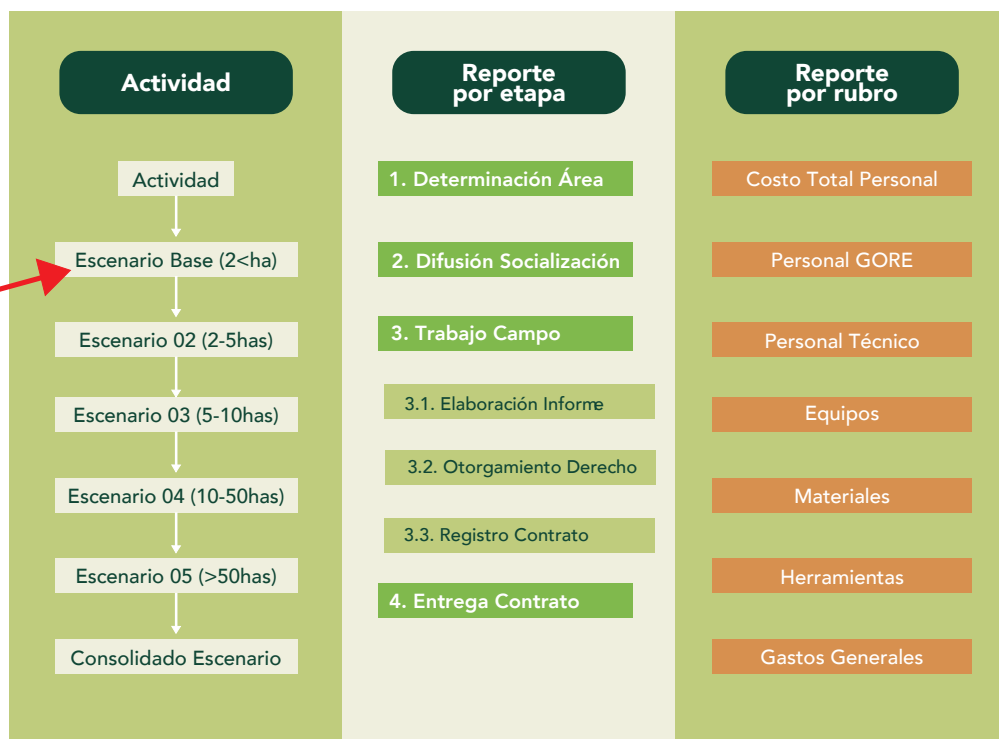 Actividad
Actividad
Escenario Base (2<ha)
Escenario 02 (2-5has)
Escenario 03 (5-10has)
Escenario 04 (10-50has)
Escenario 05 (>50has)
Consolidado Escenario
Reporte
por etapa
1. Determinación Área
2. Difusión Socialización
3. Trabajo Campo
3.1. Elaboración Informe
3.2. Otorgamiento Derecho
3.3. Registro Contrato
4. Entrega Contrato
Reporte
por rubro
Costo Total Personal
Personal GORE
Personal Técnico
Equipos
Materiales
Herramientas
Gastos Generales